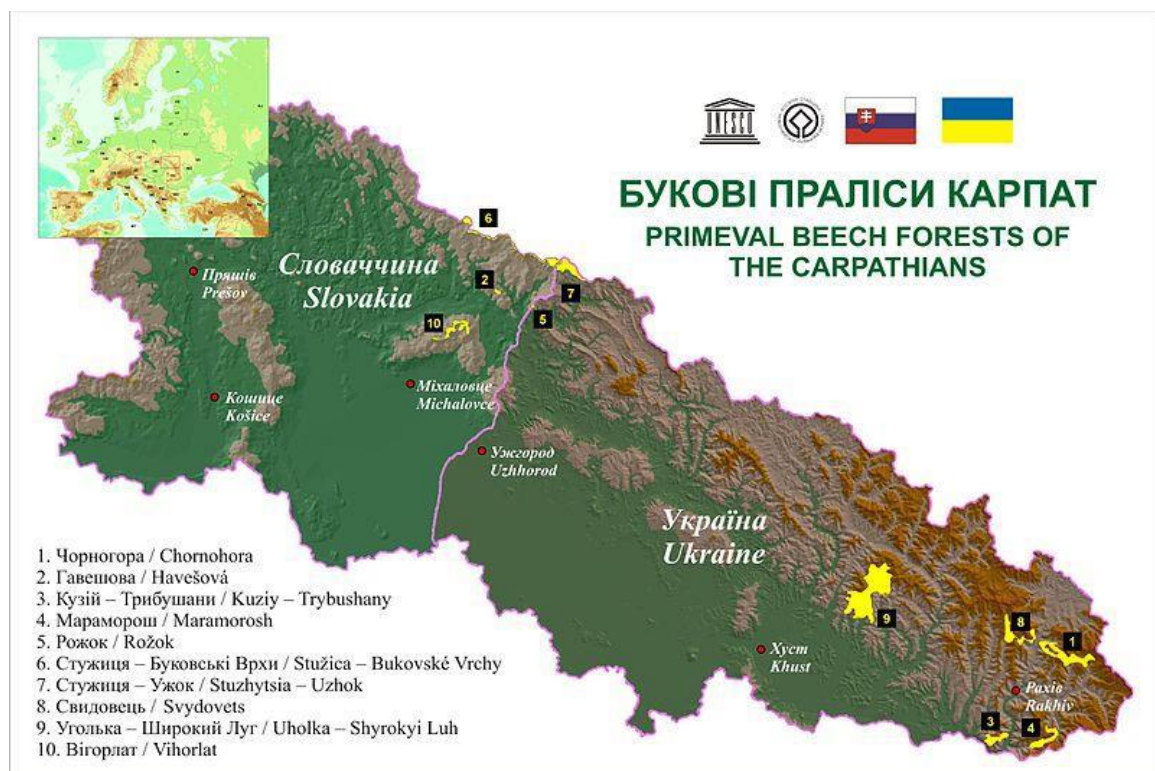 UNESCO
БУКОВІ ПРАЛІСИ КАРПАТ
PRIMEVAL BEECH FORESTS OF
THE CARPATHIANS
6
Словаччина
Slovakia
Пряшів
Prešov
2
7
5
10
Міхаловце
Michalovce
Кошице
Košice
Ужгород
Uzhhorod
Україна
Ukraine
9
8
1
Хуст
Khust
Рахів
Rakhiv
3
4
1. Чорногора / Chornohora
2. Гавешова / Havešová
3. Кузій – Трибушани / Kuziy – Trybushany
4. Мараморош / Maramorosh
5. Рожок / Rožok
6. Стужиця – Буковські Врхи / Stužica – Bukovské Vrchy
7. Стужиця – Ужок / Stuzhytsia – Uzhok
8. Свидовець / Svydovets
9. Уголька – Широкий Луг / Uholka – Shyrokyi Luh
10. Вігорлат / Vihorlat